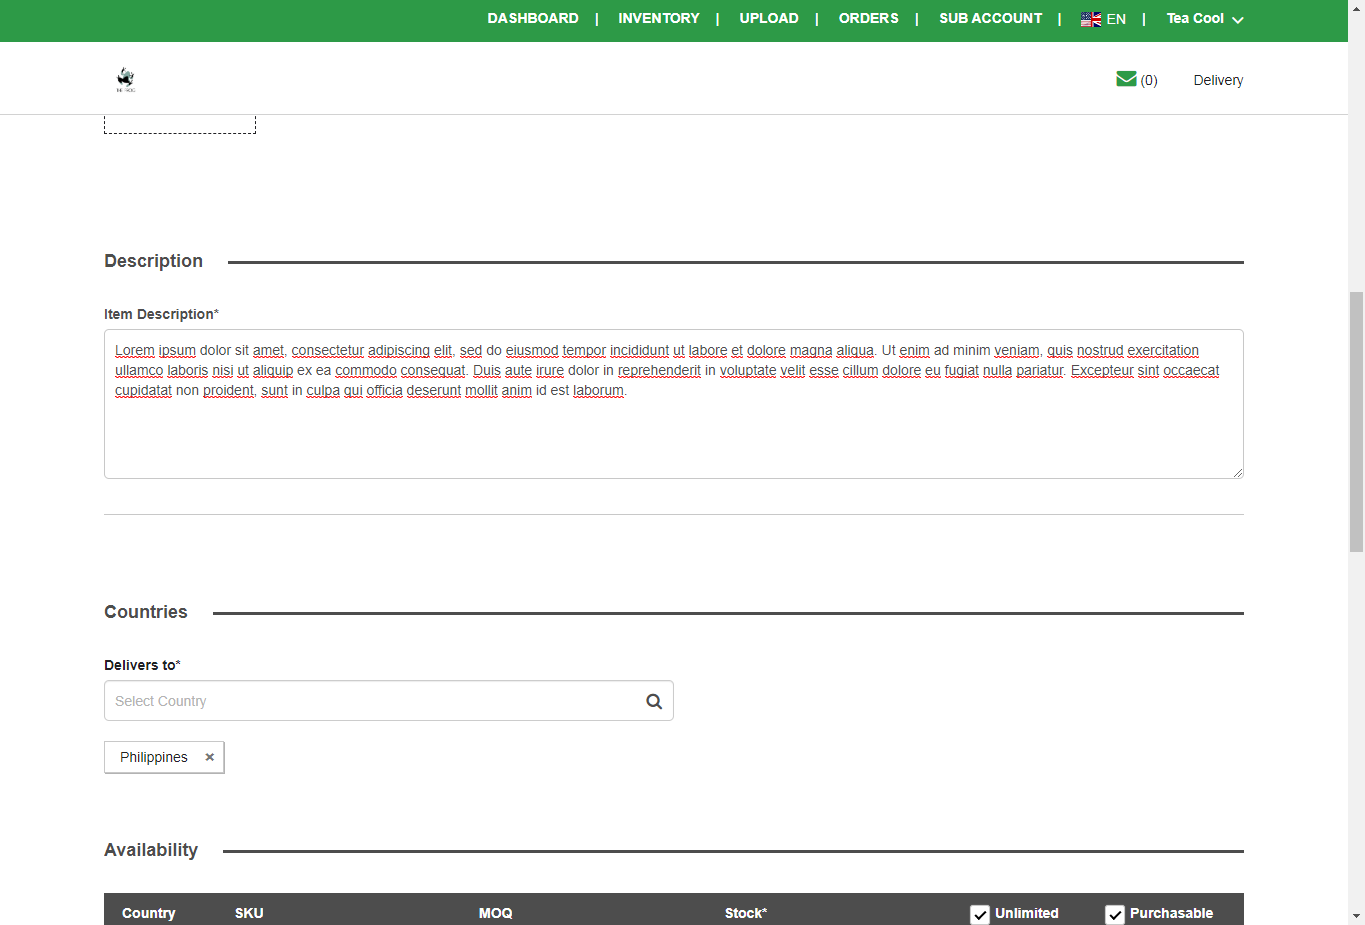 DASHBOARD | INVENTORY | UPLOAD | ORDERS | SUB ACCOUNT | EN | Tea Cool
(0) Delivery
Description
Item Description*
Lorem ipsum dolor sit amet, consectetur adipiscing elit, sed do eiusmod tempor incididunt ut labore et dolore magna aliqua. Ut enim ad minim veniam, quis nostrud exercitation
ullamco laboris nisi ut aliquip ex ea commodo consequat. Duis aute irure dolor in reprehenderit in voluptate velit esse cillum dolore eu fugiat nulla pariatur. Excepteur sint occaecat
cupidatat non proident, sunt in culpa qui officia deserunt mollit anim id est laborum.
Countries
Delivers to*
Select Country
Philippines ×
Availability
Country SKU MOQ Stock* Unlimited Purchasable